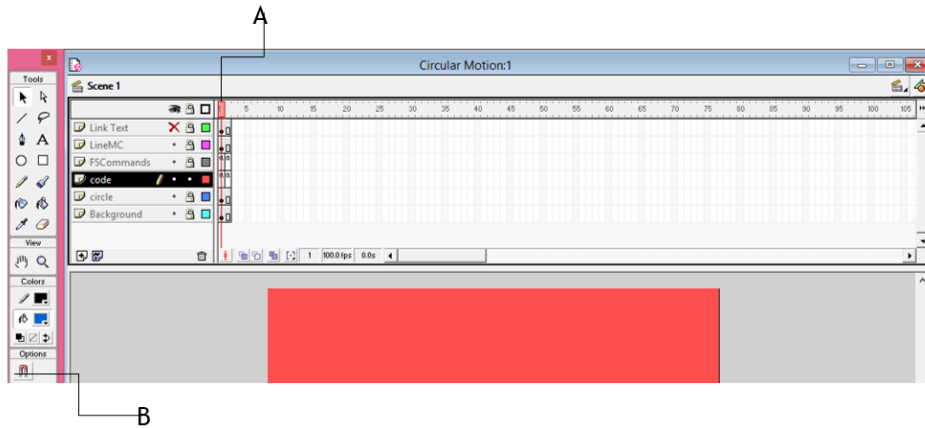 A
Circular Motion:1
Tools
Scene 1
1 5 10 15 20 25 30 35 40 45 50 55 60 65 70 75 80 85 90 95 100 105
Link Text
LineMC
FSCommands
code
circle
Background
A
View
1 100.0 fps 0.0s
Colors
Options
B